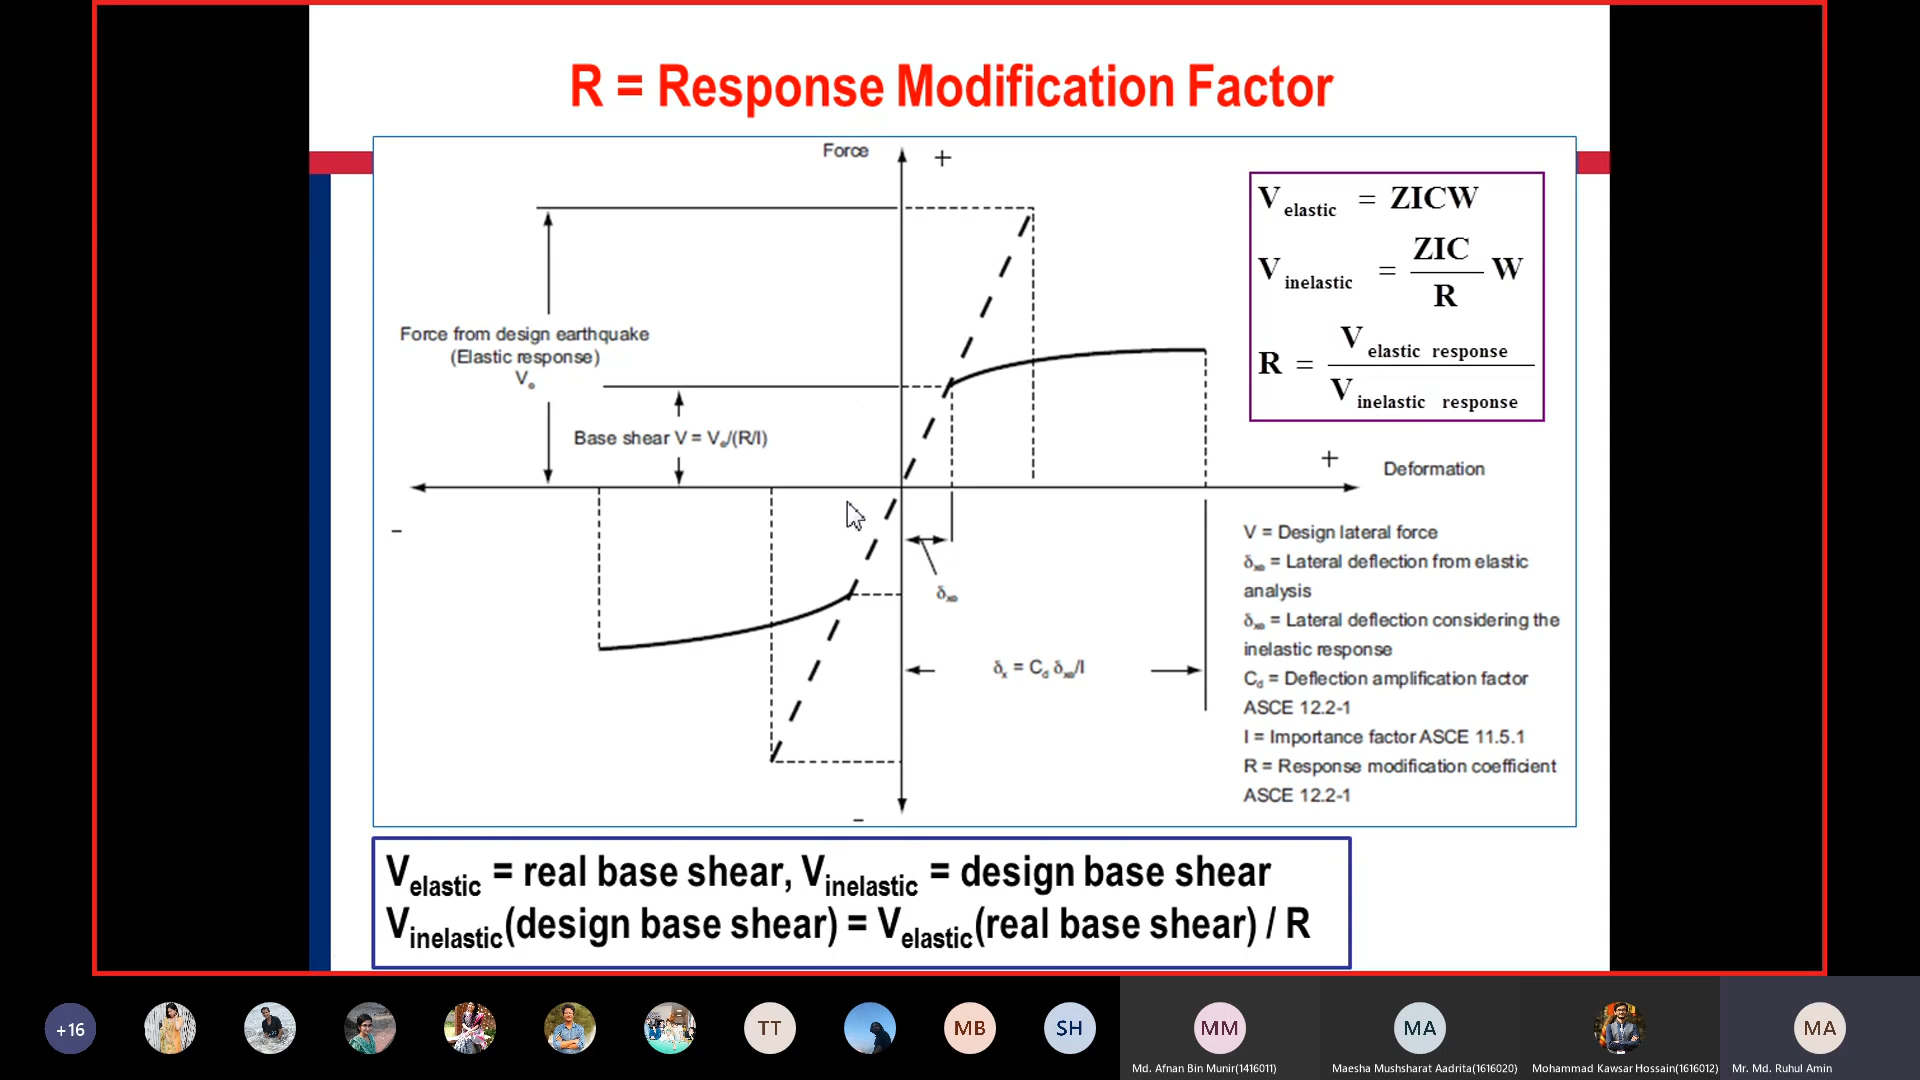 R = Response Modification Factor
Force
+
V elastic = ZICW
V inelastic = ZIC / R W
R = V elastic response / V inelastic response
Force from design earthquake
(Elastic response)
Vₑ
Base shear V = Vₑ/(R/I)
+
Deformation
–
V = Design lateral force
δₓₑ = Lateral deflection from elastic
analysis
δₓₑ = Lateral deflection considering the
inelastic response
C_d = Deflection amplification factor
ASCE 12.2-1
I = Importance factor ASCE 11.5.1
R = Response modification coefficient
ASCE 12.2-1
δₓₑ
δₓ = C_d δₓₑ/I
–
V elastic = real base shear, V inelastic = design base shear
V inelastic (design base shear) = V elastic (real base shear) / R
+16
TT
MB
SH
MM
MA
MA
Md. Afnan Bin Munir(1416011)
Maesha Mushsharat Aadrita(1616020)
Mohammad Kawsar Hossain(1616012)
Mr. Md. Ruhul Amin